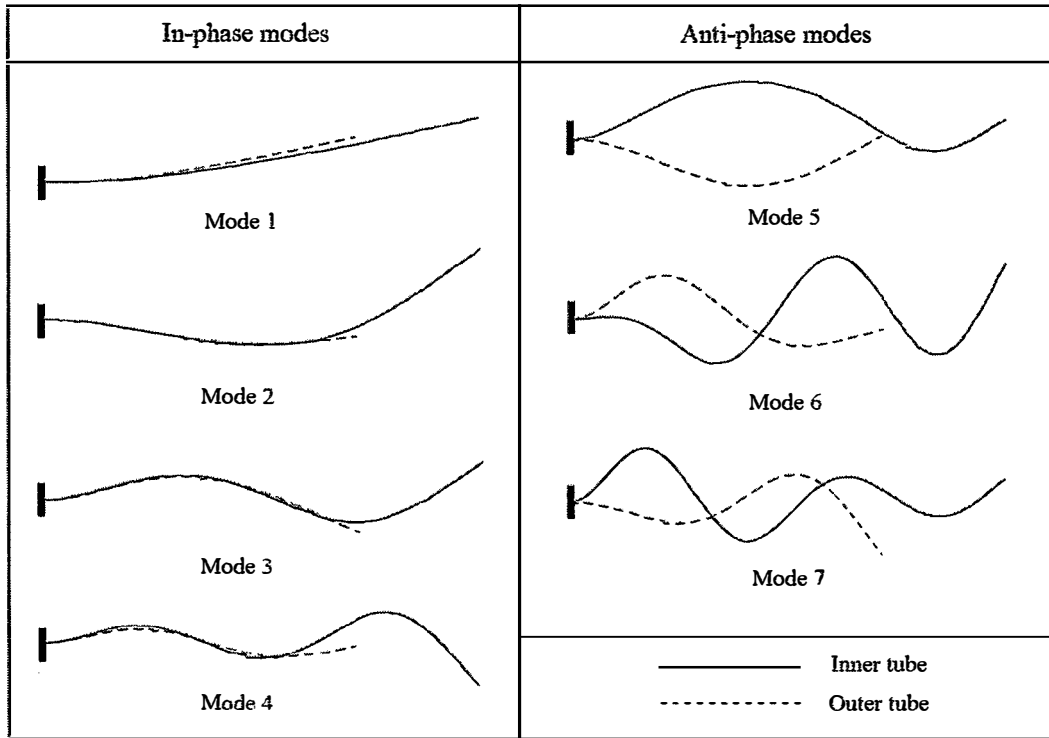 In-phase modes
Anti-phase modes
Mode 1
Mode 2
Mode 3
Mode 4
Mode 5
Mode 6
Mode 7
Inner tube
Outer tube